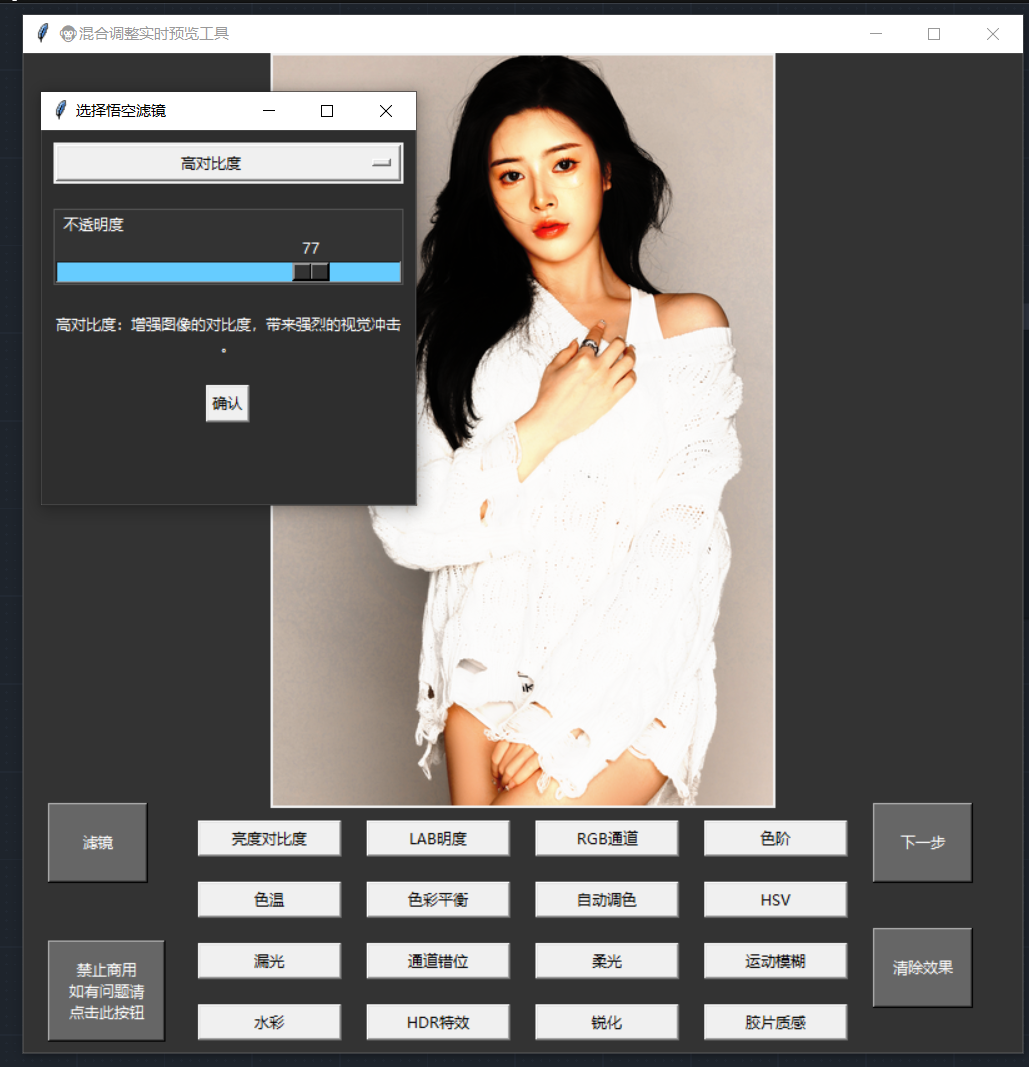 混合调整实时预览工具
选择悟空滤镜
高对比度
不透明度
77
高对比度：增强图像的对比度，带来强烈的视觉冲击
。
确认
滤镜
亮度对比度
LAB明度
RGB通道
色阶
下一步
色温
色彩平衡
自动调色
HSV
禁止商用
如有问题请
点击此按钮
漏光
通道错位
柔光
运动模糊
清除效果
水彩
HDR特效
锐化
胶片质感